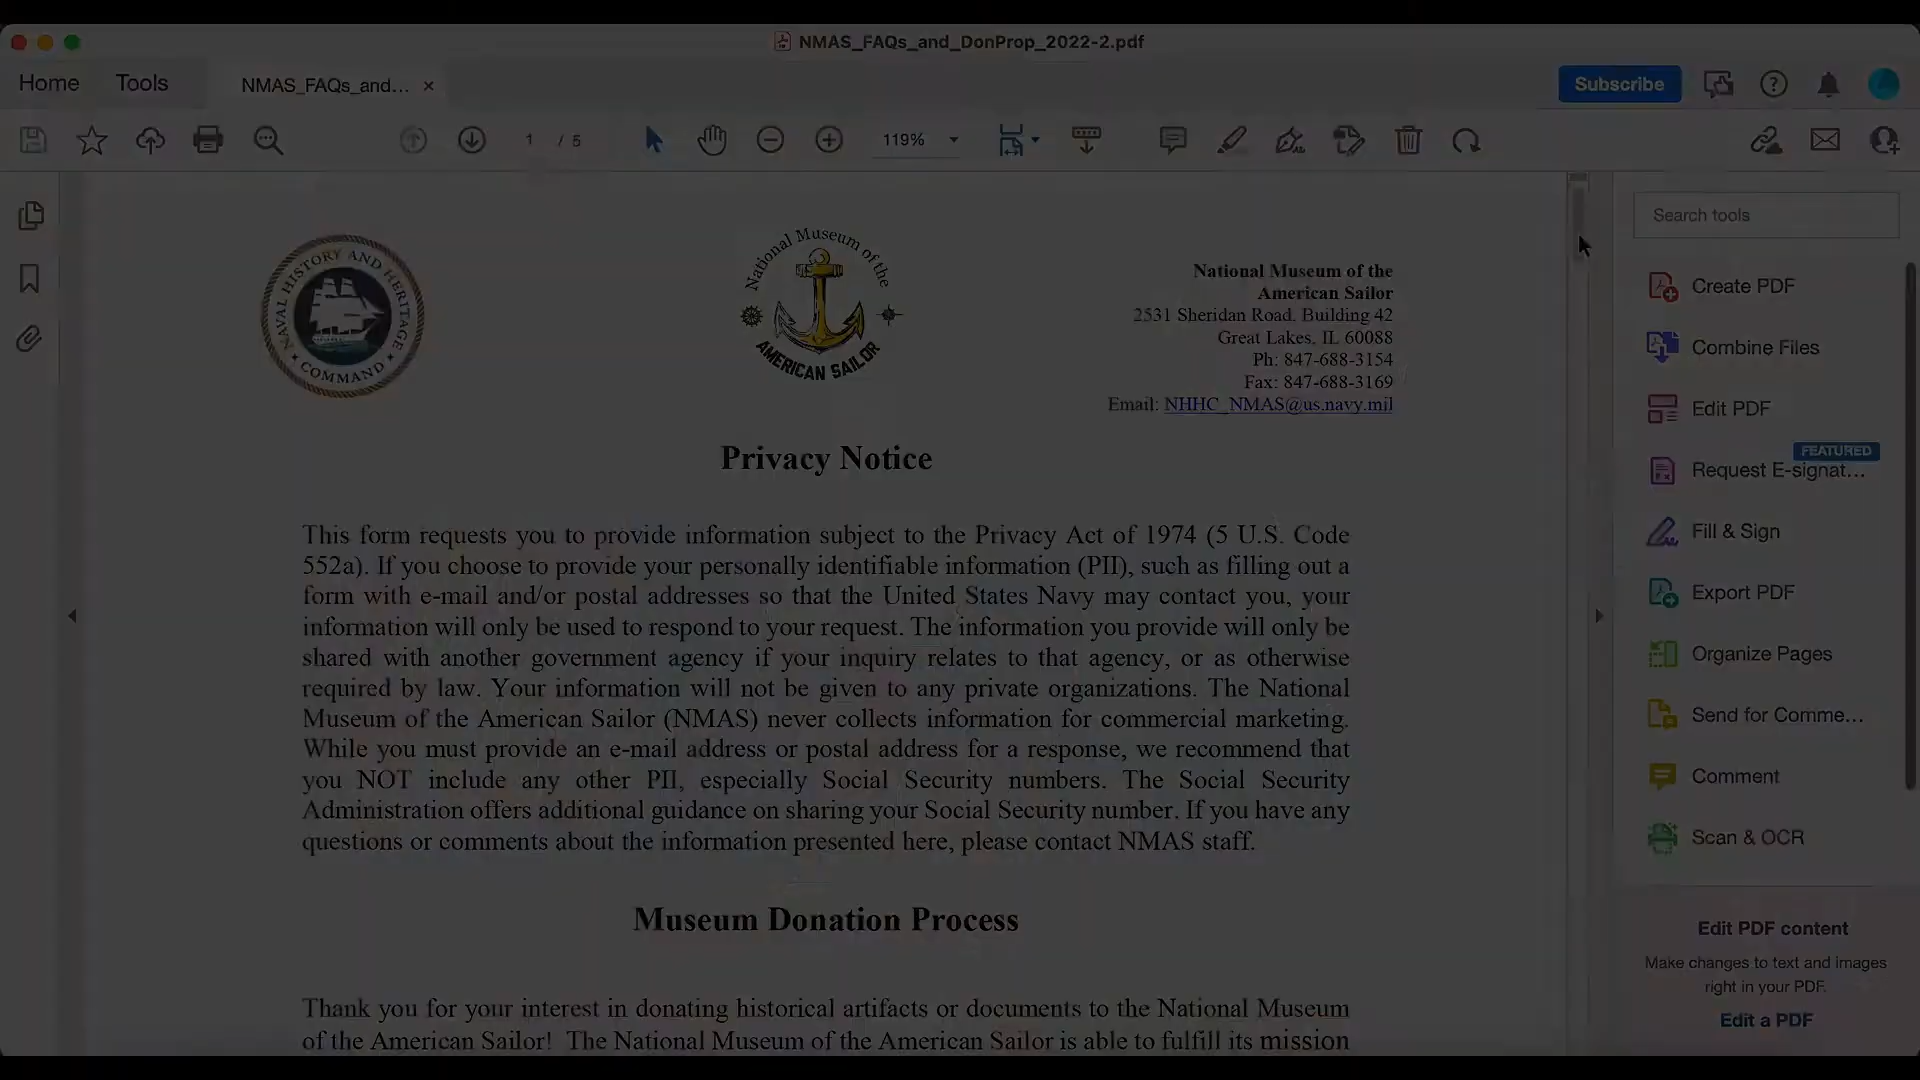 NMAS_FAQs_and_DonProp_2022-2.pdf
Home
Tools
NMAS_FAQs_and...
Subscribe
1 / 5
119%
NAVAL HISTORY AND HERITAGE
COMMAND
National Museum of the
AMERICAN SAILOR
National Museum of the
American Sailor
2531 Sheridan Road, Building 42
Great Lakes, IL 60088
Ph: 847-688-3154
Fax: 847-688-3169
Email: NHHC_NMAS@us.navy.mil
Privacy Notice
This form requests you to provide information subject to the Privacy Act of 1974 (5 U.S. Code
552a). If you choose to provide your personally identifiable information (PII), such as filling out a
form with e-mail and/or postal addresses so that the United States Navy may contact you, your
information will only be used to respond to your request. The information you provide will only be
shared with another government agency if your inquiry relates to that agency, or as otherwise
required by law. Your information will not be given to any private organizations. The National
Museum of the American Sailor (NMAS) never collects information for commercial marketing.
While you must provide an e-mail address or postal address for a response, we recommend that
you NOT include any other PII, especially Social Security numbers. The Social Security
Administration offers additional guidance on sharing your Social Security number. If you have any
questions or comments about the information presented here, please contact NMAS staff.
Museum Donation Process
Thank you for your interest in donating historical artifacts or documents to the National Museum
of the American Sailor! The National Museum of the American Sailor is able to fulfill its mission
Search tools
Create PDF
Combine Files
Edit PDF
FEATURED
Request E-signat...
Fill & Sign
Export PDF
Organize Pages
Send for Comme...
Comment
Scan & OCR
Edit PDF content
Make changes to text and images
right in your PDF.
Edit a PDF